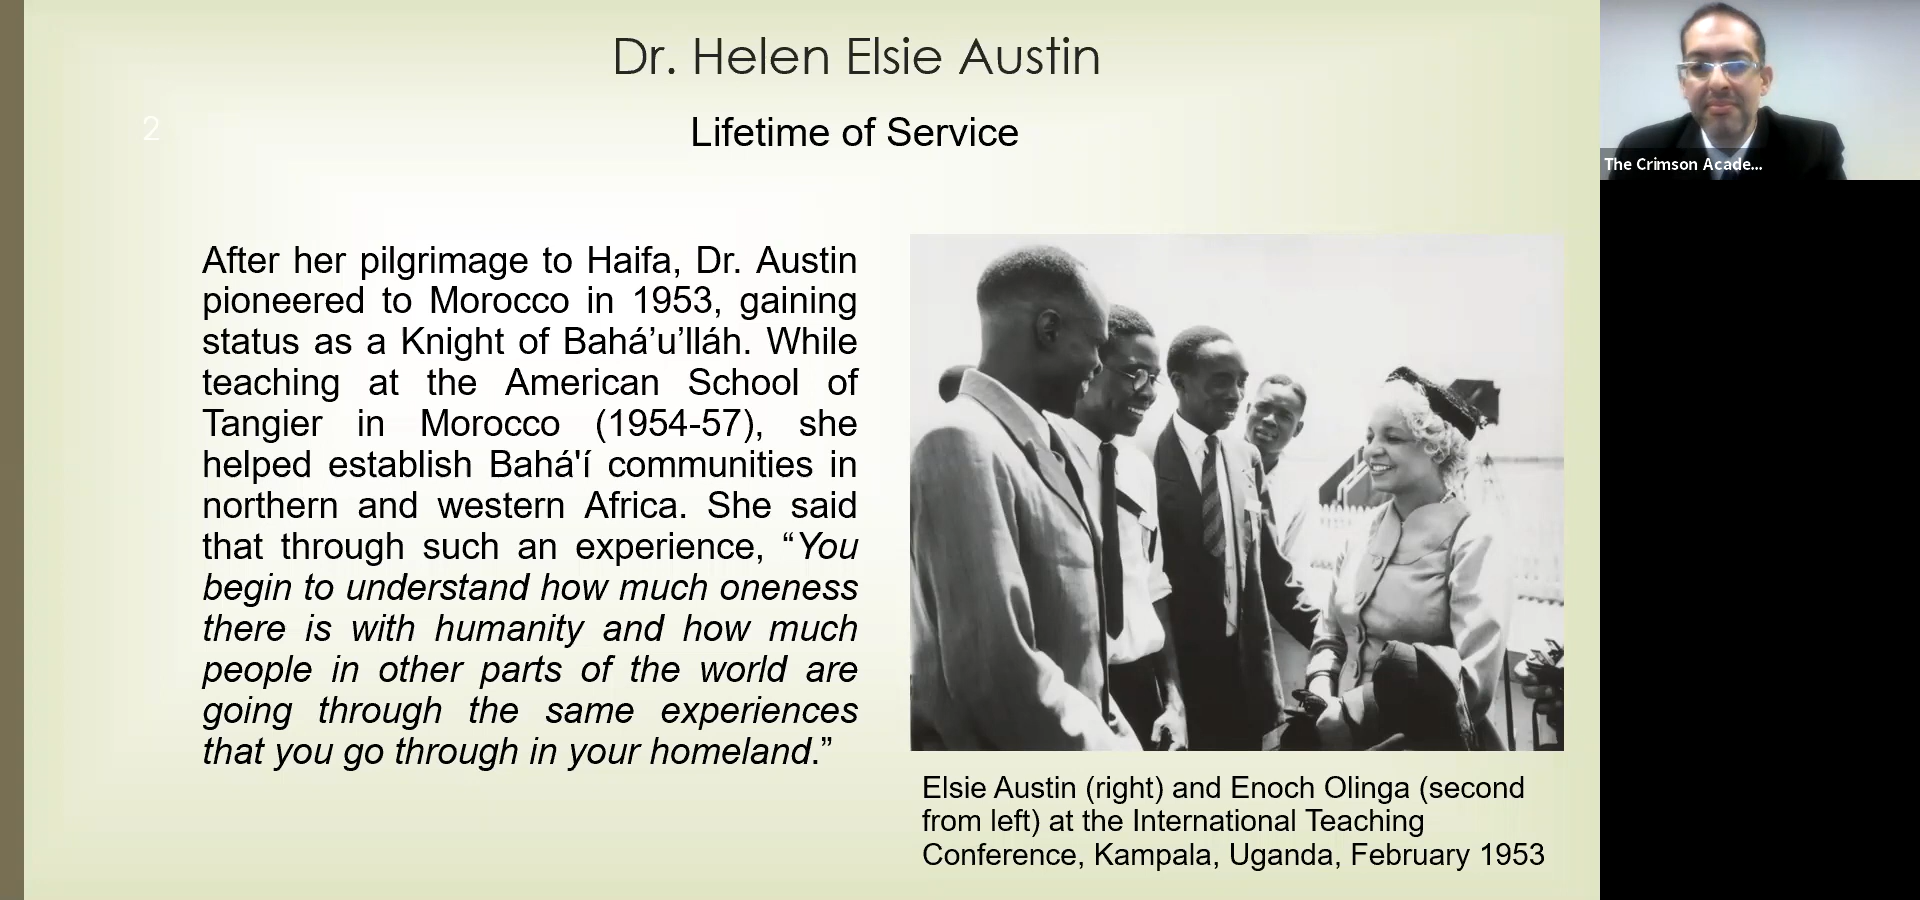 Dr. Helen Elsie Austin
2
Lifetime of Service
After her pilgrimage to Haifa, Dr. Austin
pioneered to Morocco in 1953, gaining
status as a Knight of Bahá’u’lláh. While
teaching at the American School of
Tangier in Morocco (1954-57), she
helped establish Bahá'í communities in
northern and western Africa. She said
that through such an experience, “You
begin to understand how much oneness
there is with humanity and how much
people in other parts of the world are
going through the same experiences
that you go through in your homeland.”
Elsie Austin (right) and Enoch Olinga (second
from left) at the International Teaching
Conference, Kampala, Uganda, February 1953
The Crimson Acade...